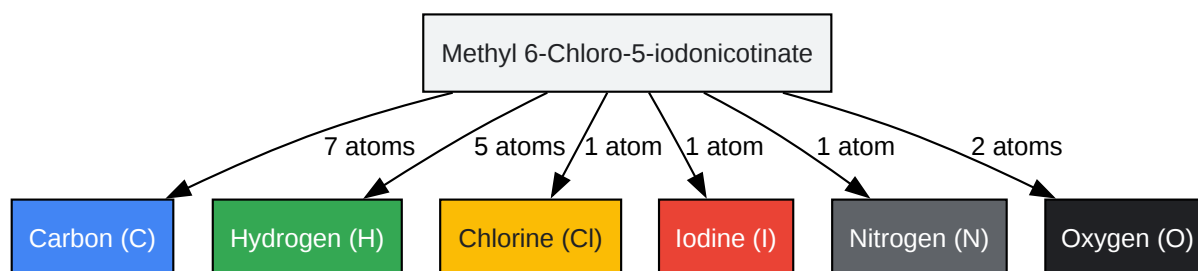 Methyl 6-Chloro-5-iodonicotinate
7 atoms
5 atoms
1 atom
1 atom
1 atom
2 atoms
Carbon (C)
Hydrogen (H)
Chlorine (Cl)
Iodine (I)
Nitrogen (N)
Oxygen (O)